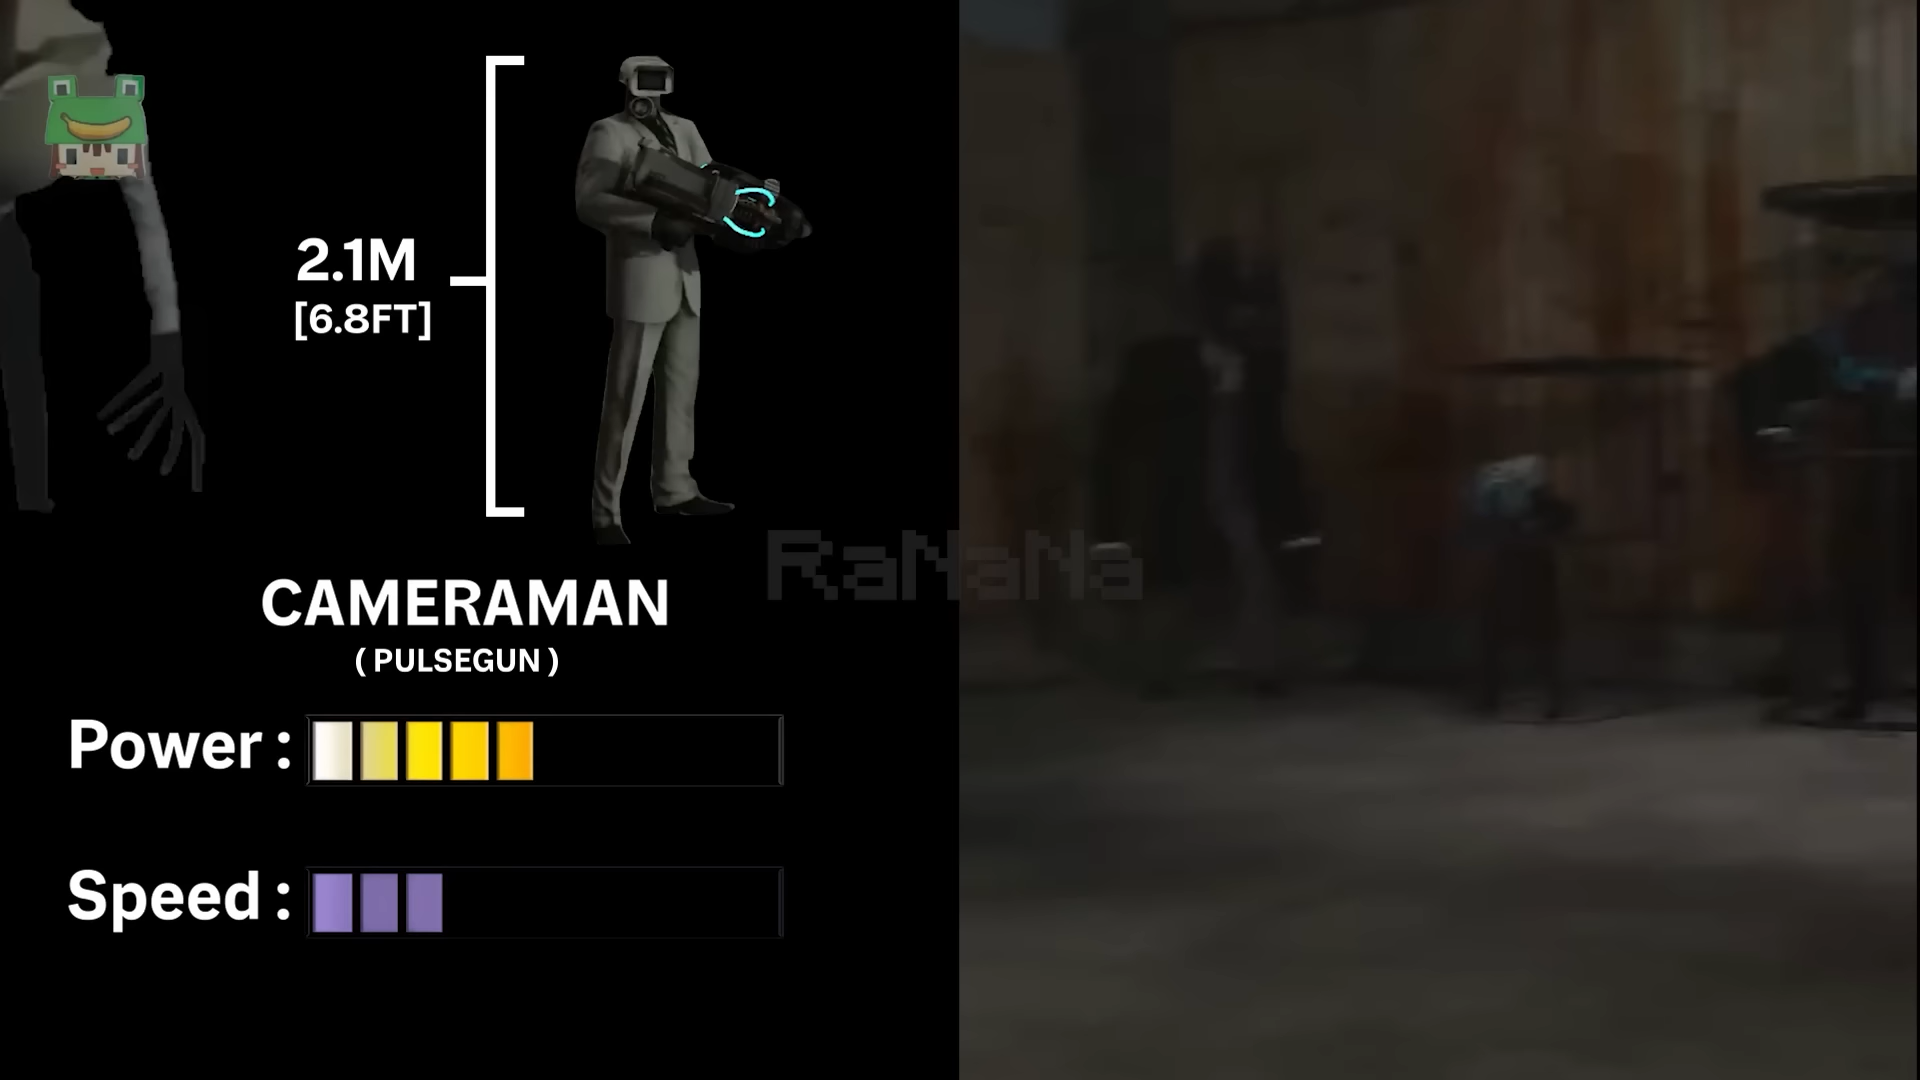 2.1M
[6.8FT]
RaNaNa
CAMERAMAN
( PULSEGUN )
Power :
Speed :